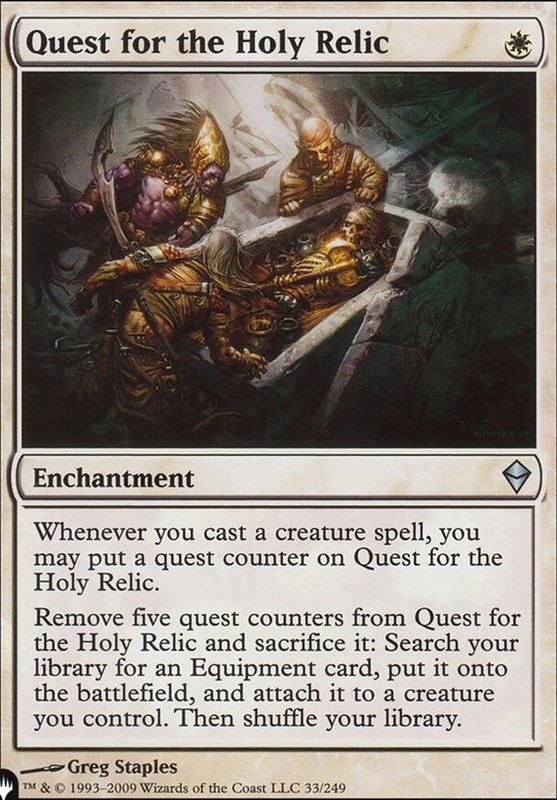 Quest for the Holy Relic
Enchantment
Whenever you cast a creature spell, you
may put a quest counter on Quest for the
Holy Relic.
Remove five quest counters from Quest for
the Holy Relic and sacrifice it: Search your
library for an Equipment card, put it onto
the battlefield, and attach it to a creature
you control. Then shuffle your library.
Greg Staples
™ & © 1993–2009 Wizards of the Coast LLC 33/249